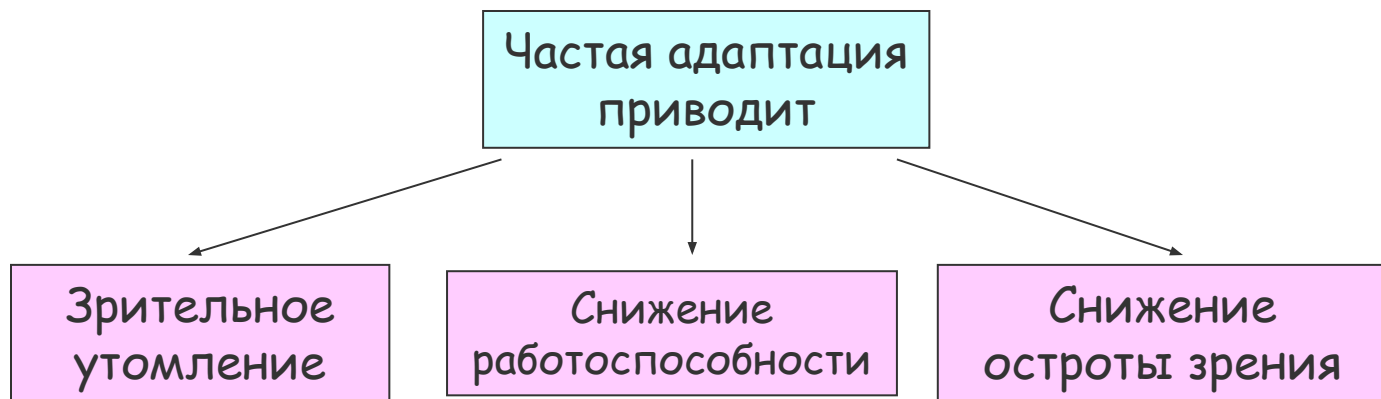 Частая адаптация
приводит
Зрительное
утомление
Снижение
работоспособности
Снижение
остроты зрения